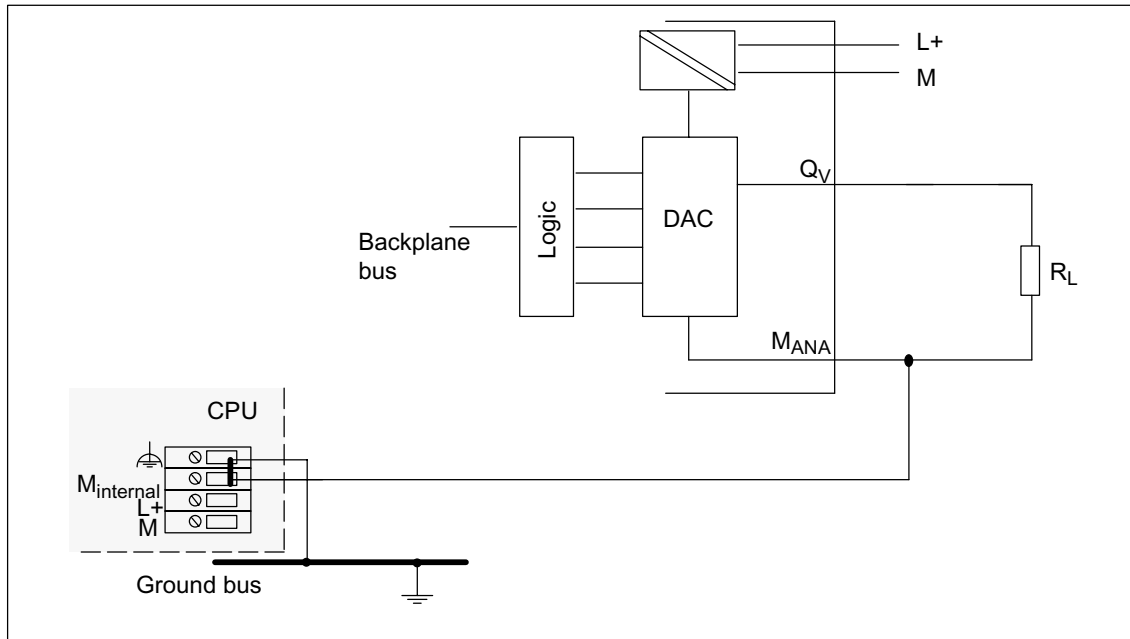 L+
M
QV
Logic
DAC
Backplane
bus
RL
MANA
CPU
Minternal
L+
M
Ground bus